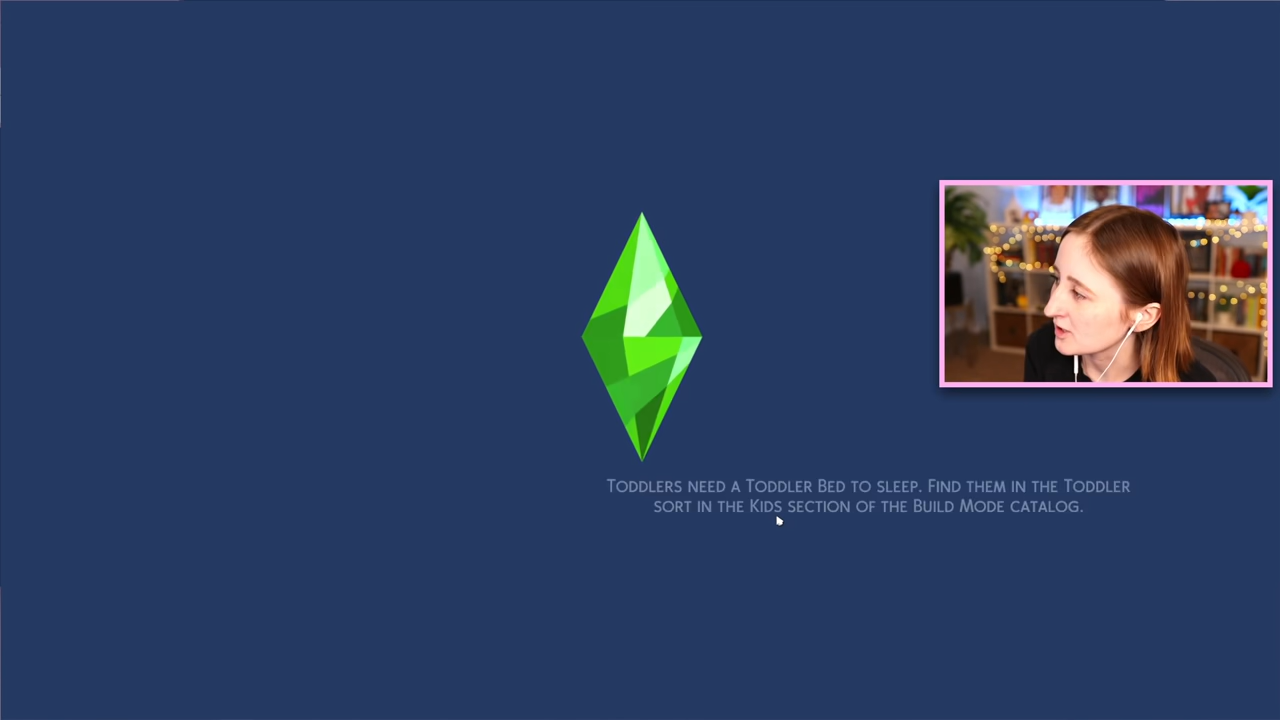 Toddlers need a Toddler Bed to sleep. Find them in the Toddler
sort in the Kids section of the Build Mode catalog.